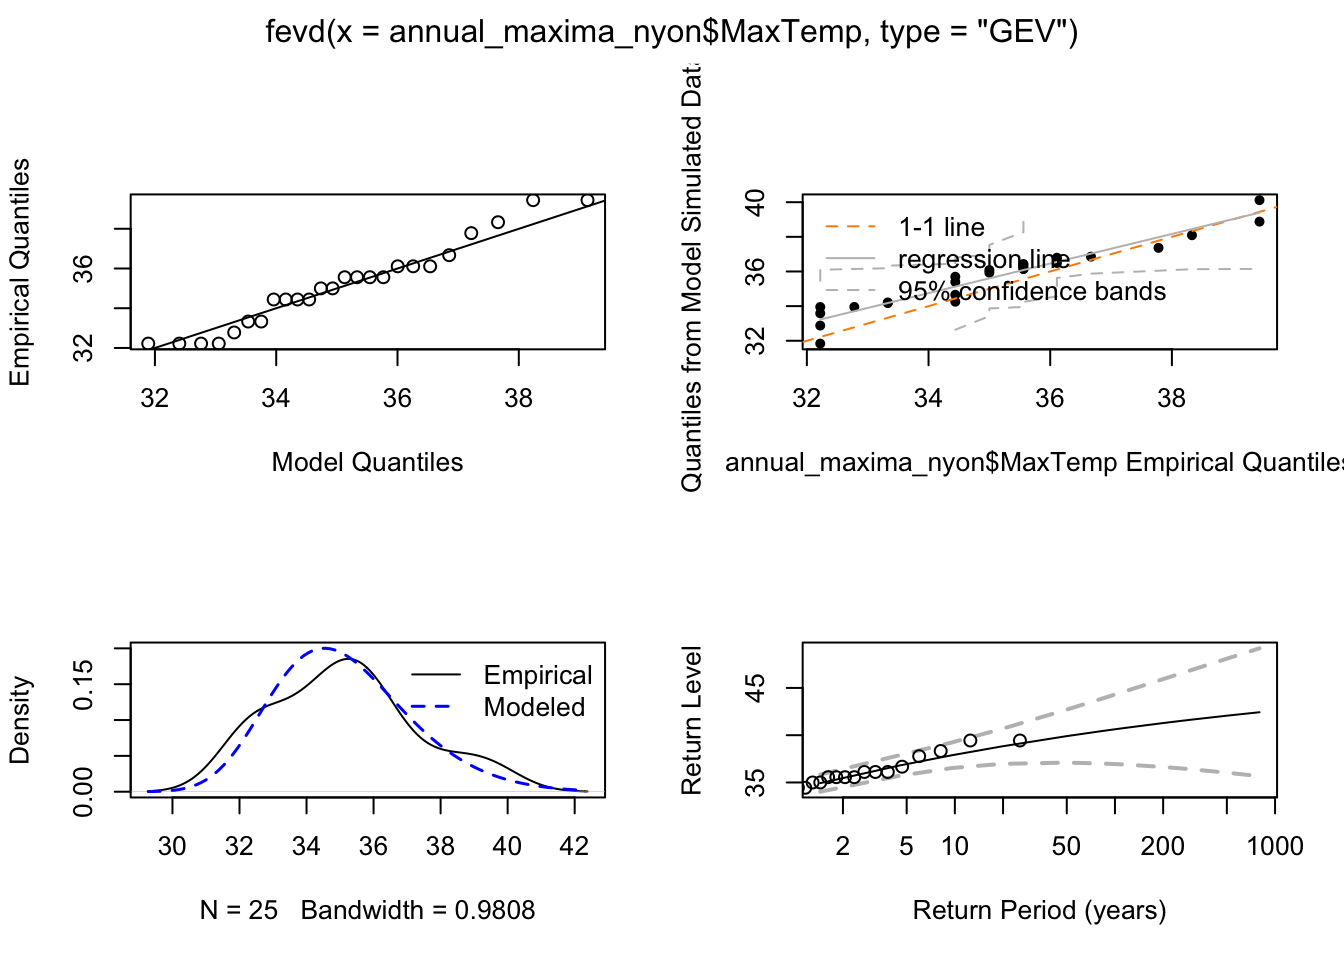 fevd(x = annual_maxima_nyon$MaxTemp, type = "GEV")
Empirical Quantiles
36
32
32 34 36 38
Model Quantiles
Quantiles from Model Simulated Dat
40
36
32
1-1 line
regression line
95% confidence bands
32 34 36 38
annual_maxima_nyon$MaxTemp Empirical Quantiles
Density
0.15
0.00
Empirical
Modeled
30 32 34 36 38 40 42
N = 25 Bandwidth = 0.9808
Return Level
45
35
2 5 10 50 200 1000
Return Period (years)